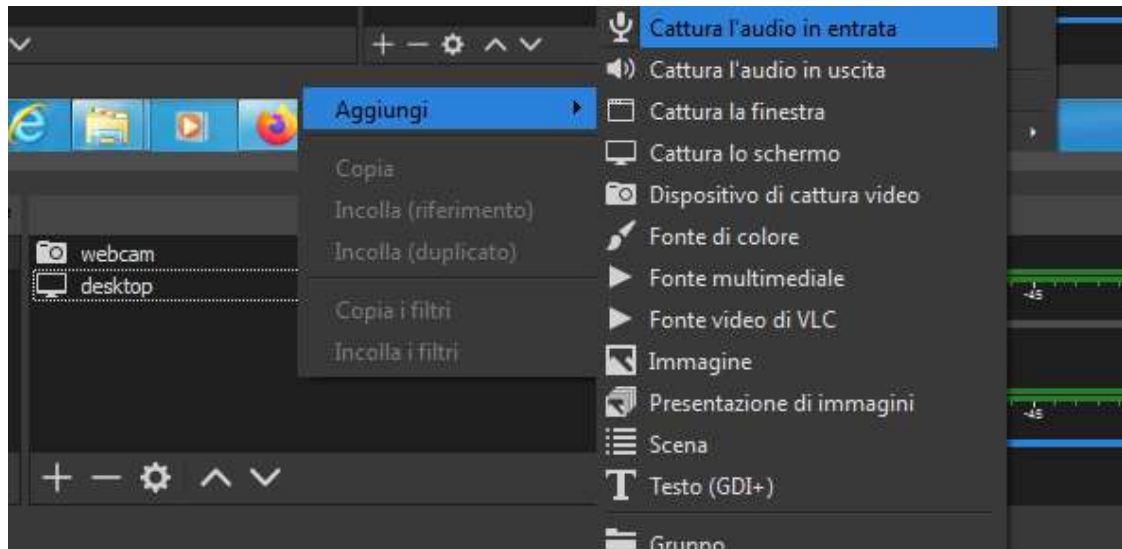 Aggiungi
Copia
Incolla (riferimento)
Incolla (duplicato)
Copia i filtri
Incolla i filtri
Cattura l'audio in entrata
Cattura l'audio in uscita
Cattura la finestra
Cattura lo schermo
Dispositivo di cattura video
Fonte di colore
Fonte multimediale
Fonte video di VLC
Immagine
Presentazione di immagini
Scena
Testo (GDI+)
Gruppo
webcam
desktop
-45
-45